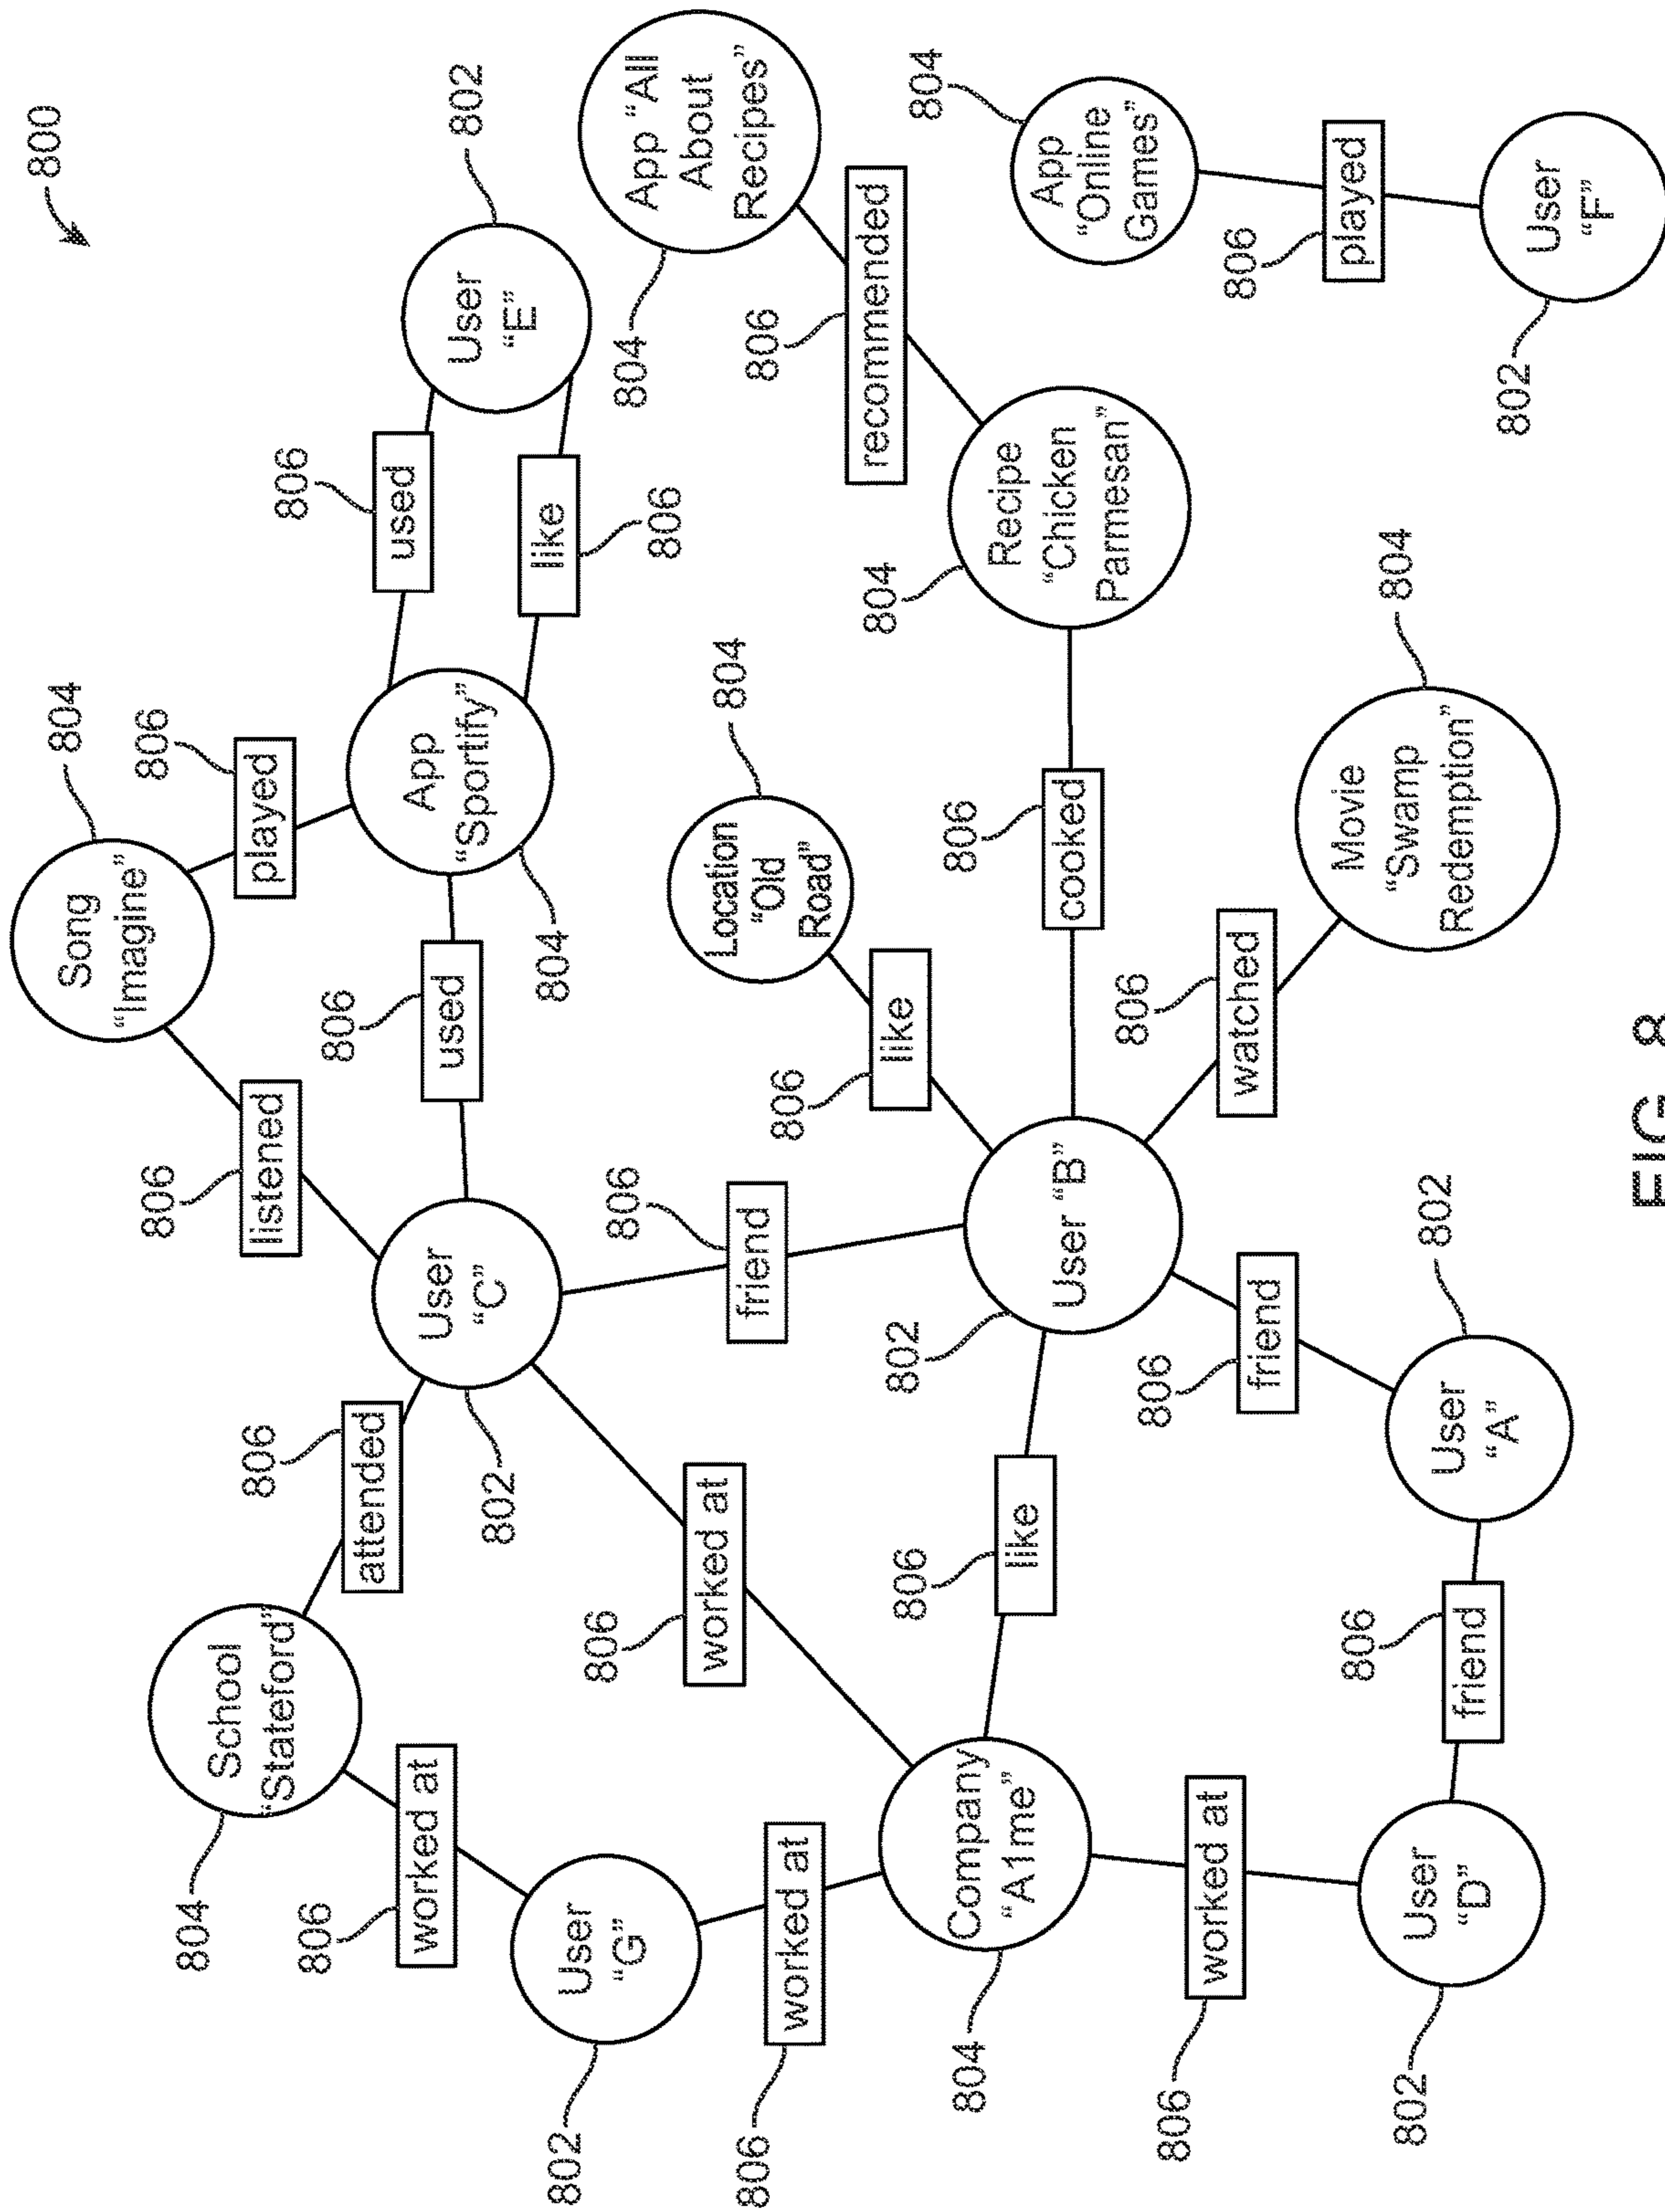 800
804
Song
“Imagine”
806
played
806
listened
804
School
“Stateford”
806
attended
806
worked at
806
used
User
“E”
802
806
like
App
“Sportify”
804
806
used
User
“C”
802
User
“G”
802
804
App “All
About
Recipes”
806
recommended
804
Location
“Old
Road”
806
like
806
friend
806
worked at
806
worked at
804
App
“Online
Games”
806
played
User
“F”
802
804
Recipe
“Chicken
Parmesan”
806
cooked
User “B”
802
806
like
Company
“A1me”
804
804
Movie
“Swamp
Redemption”
806
watched
806
friend
802
User
“A”
806
friend
806
worked at
User
“D”
802
FIG. 8